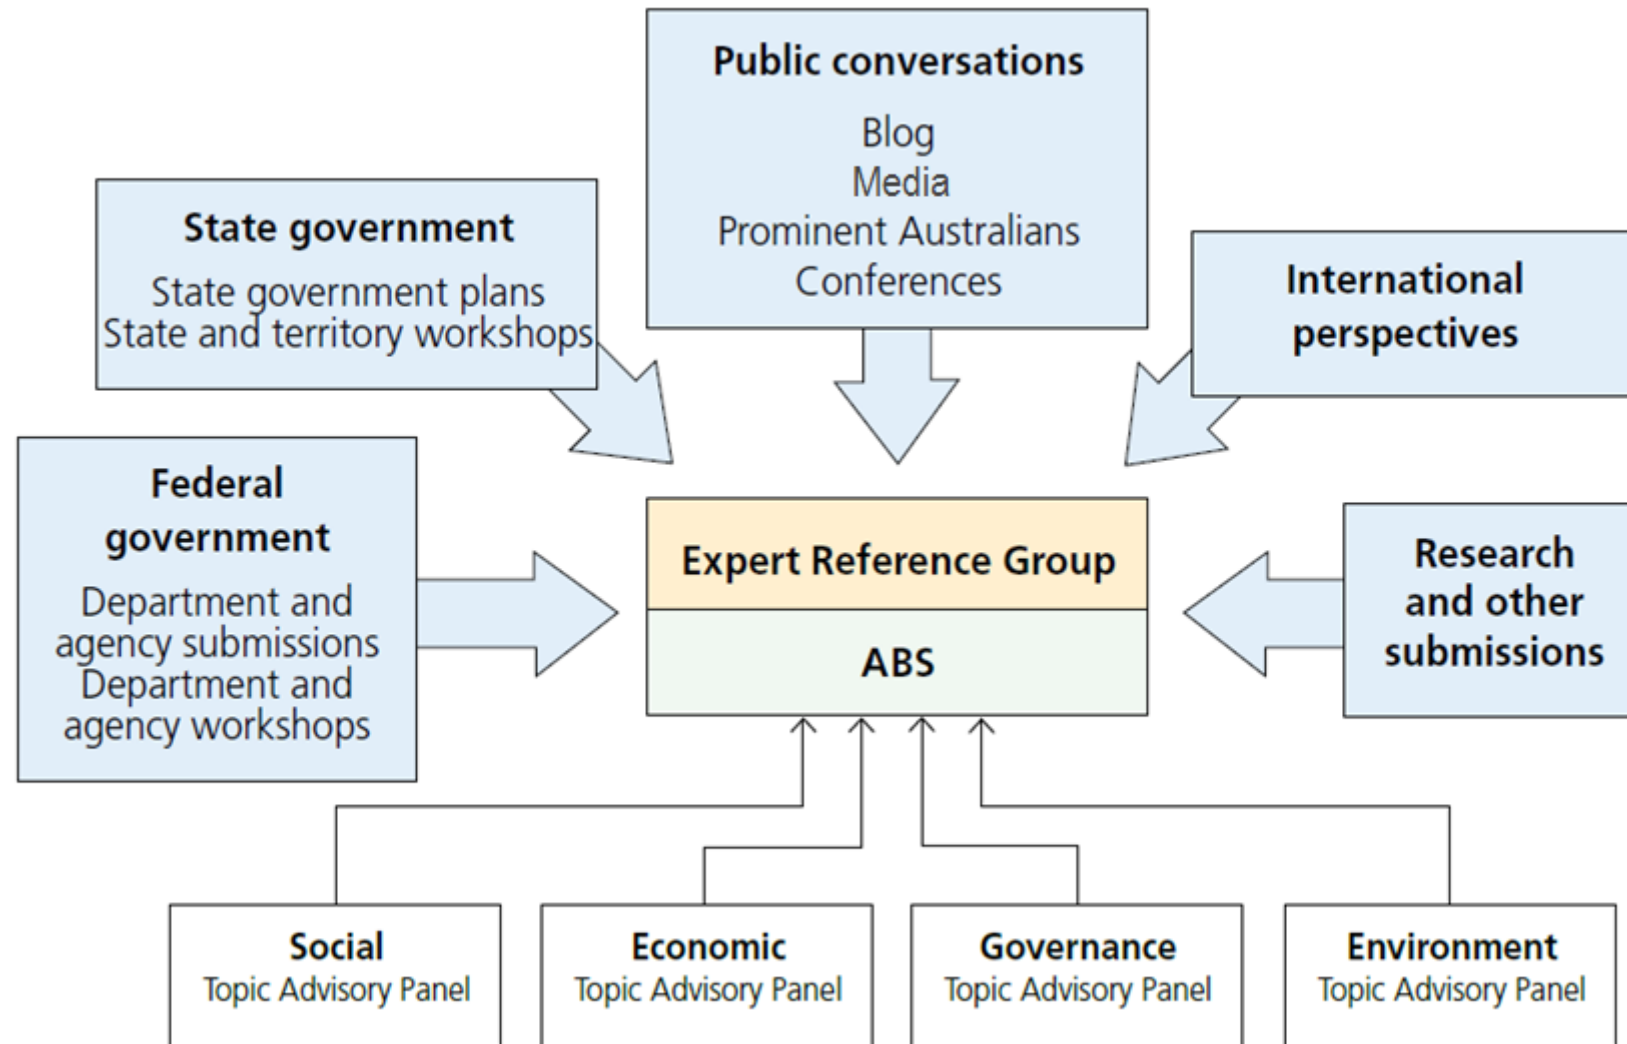 Public conversations
Blog
Media
Prominent Australians
Conferences
State government
State government plans
State and territory workshops
International
perspectives
Federal
government
Department and
agency submissions
Department and
agency workshops
Expert Reference Group
ABS
Research
and other
submissions
Social
Topic Advisory Panel
Economic
Topic Advisory Panel
Governance
Topic Advisory Panel
Environment
Topic Advisory Panel